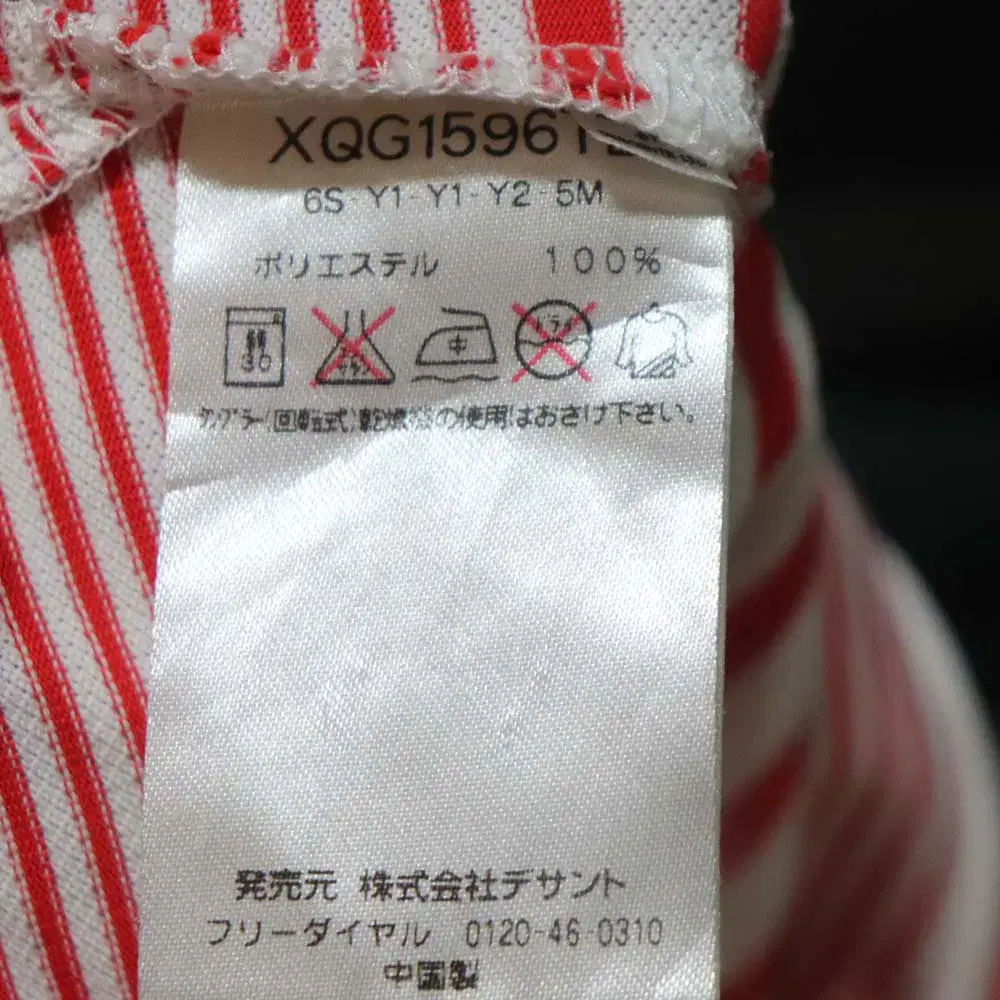 XQG1596
6S-Y1-Y1-Y2-5M
ポリエステル 100%
中
タンブラー(回転式)乾燥機の使用はおさけ下さい。
発売元 株式会社デサント
フリーダイヤル 0120-46-0310
中国製